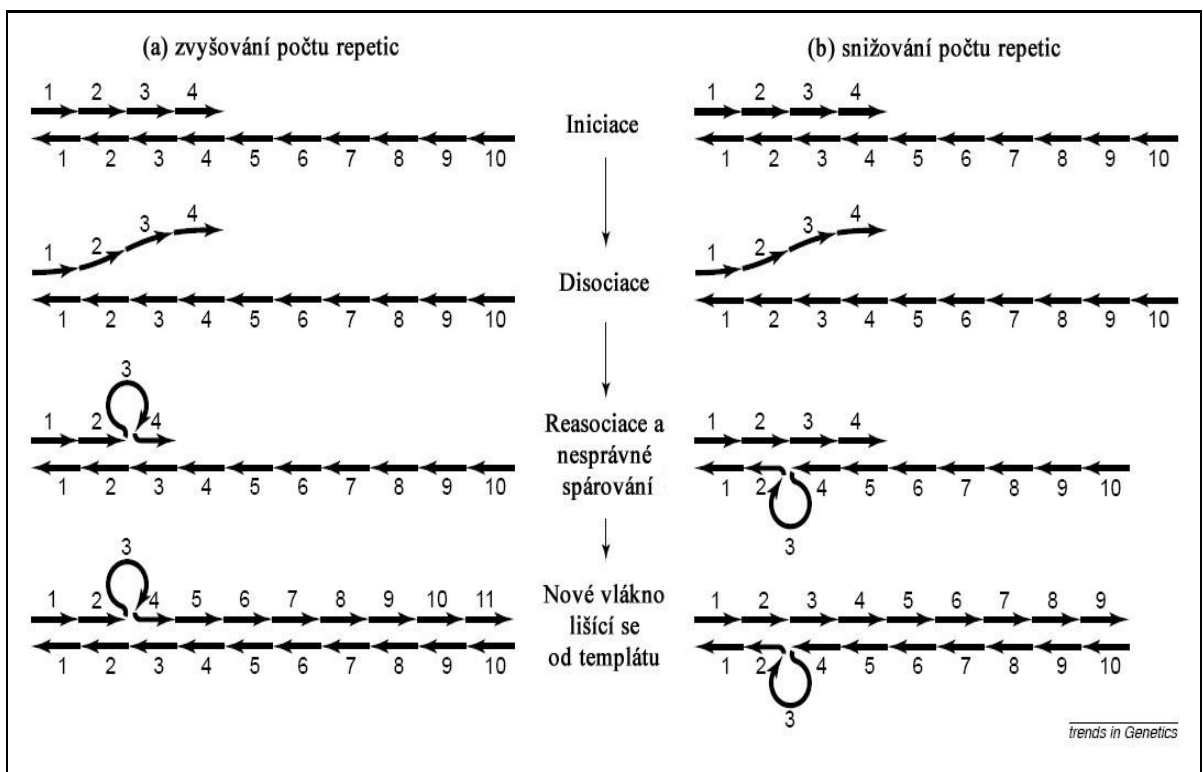 (a) zvyšování počtu repetic
(b) snižování počtu repetic
1 2 3 4
1 2 3 4 5 6 7 8 9 10
Iniciace
1 2 3 4
1 2 3 4 5 6 7 8 9 10
1 2 3 4
1 2 3 4 5 6 7 8 9 10
Disociace
1 2 3 4
1 2 3 4 5 6 7 8 9 10
1 2 3 4
1 2 3 4 5 6 7 8 9 10
Reasociace a
nesprávné
spárování
1 2 3 4
1 2 3 4 5 6 7 8 9 10
1 2 3 4 5 6 7 8 9 10 11
1 2 3 4 5 6 7 8 9 10
Nové vlákno
lišící se
od templátu
1 2 3 4 5 6 7 8 9
1 2 3 4 5 6 7 8 9 10
trends in Genetics